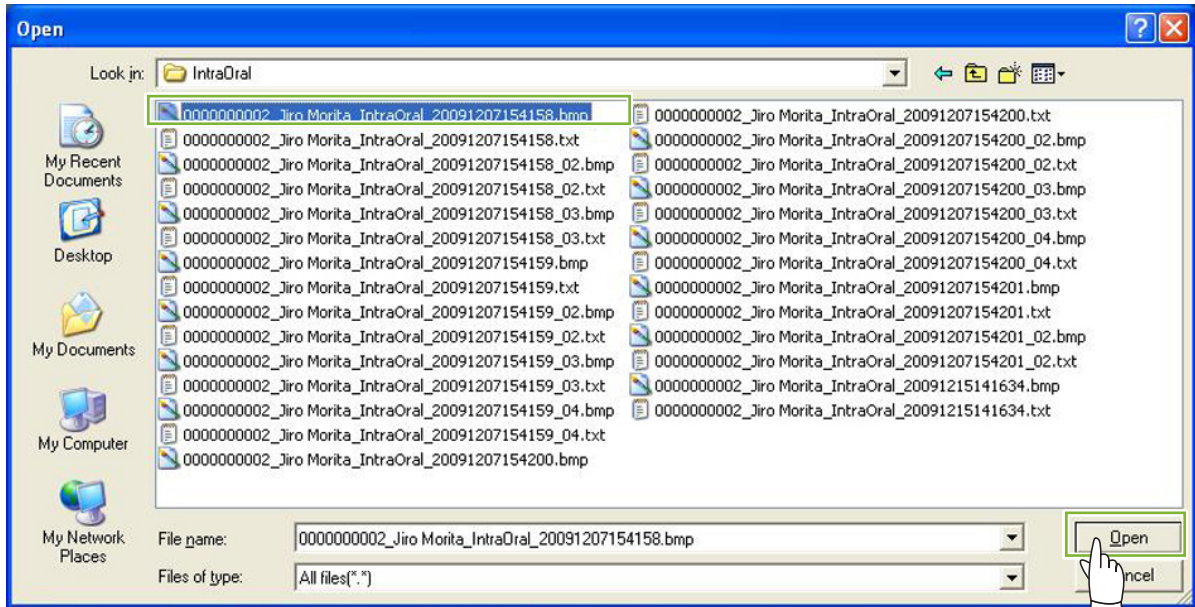 Open
Look in: IntraOral
My Recent
Documents
Desktop
My Documents
My Computer
My Network
Places
0000000002_Jiro Morita_IntraOral_20091207154158.bmp
0000000002_Jiro Morita_IntraOral_20091207154158.txt
0000000002_Jiro Morita_IntraOral_20091207154158_02.bmp
0000000002_Jiro Morita_IntraOral_20091207154158_02.txt
0000000002_Jiro Morita_IntraOral_20091207154158_03.bmp
0000000002_Jiro Morita_IntraOral_20091207154158_03.txt
0000000002_Jiro Morita_IntraOral_20091207154159.bmp
0000000002_Jiro Morita_IntraOral_20091207154159.txt
0000000002_Jiro Morita_IntraOral_20091207154159_02.bmp
0000000002_Jiro Morita_IntraOral_20091207154159_02.txt
0000000002_Jiro Morita_IntraOral_20091207154159_03.bmp
0000000002_Jiro Morita_IntraOral_20091207154159_03.txt
0000000002_Jiro Morita_IntraOral_20091207154159_04.bmp
0000000002_Jiro Morita_IntraOral_20091207154159_04.txt
0000000002_Jiro Morita_IntraOral_20091207154200.bmp
0000000002_Jiro Morita_IntraOral_20091207154200.txt
0000000002_Jiro Morita_IntraOral_20091207154200_02.bmp
0000000002_Jiro Morita_IntraOral_20091207154200_02.txt
0000000002_Jiro Morita_IntraOral_20091207154200_03.bmp
0000000002_Jiro Morita_IntraOral_20091207154200_03.txt
0000000002_Jiro Morita_IntraOral_20091207154200_04.bmp
0000000002_Jiro Morita_IntraOral_20091207154200_04.txt
0000000002_Jiro Morita_IntraOral_20091207154201.bmp
0000000002_Jiro Morita_IntraOral_20091207154201.txt
0000000002_Jiro Morita_IntraOral_20091207154201_02.bmp
0000000002_Jiro Morita_IntraOral_20091207154201_02.txt
0000000002_Jiro Morita_IntraOral_20091215141634.bmp
0000000002_Jiro Morita_IntraOral_20091215141634.txt
File name: 0000000002_Jiro Morita_IntraOral_20091207154158.bmp
Open
Files of type: All files(*.*)
ncel